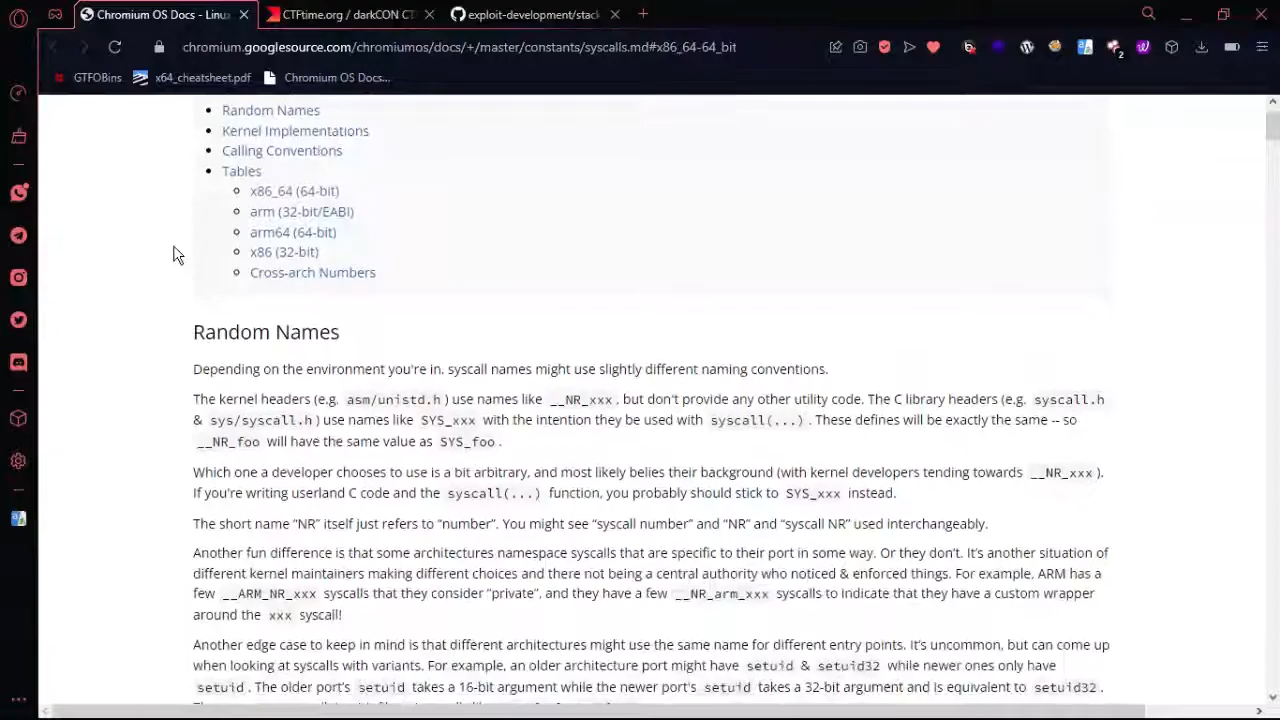 Chromium OS Docs - Linu
CTFtime.org / darkCON CT
exploit-development/stack
chromium.googlesource.com/chromiumos/docs/+/master/constants/syscalls.md#x86_64-64_bit
2
GTFOBins
x64_cheatsheet.pdf
Chromium OS Docs...
Random Names
Kernel Implementations
Calling Conventions
Tables
x86_64 (64-bit)
arm (32-bit/EABI)
arm64 (64-bit)
x86 (32-bit)
Cross-arch Numbers
Random Names
Depending on the environment you're in, syscall names might use slightly different naming conventions.
The kernel headers (e.g. asm/unistd.h) use names like __NR_xxx, but don't provide any other utility code. The C library headers (e.g. syscall.h
& sys/syscall.h) use names like SYS_xxx with the intention they be used with syscall(...). These defines will be exactly the same -- so
__NR_foo will have the same value as SYS_foo.
Which one a developer chooses to use is a bit arbitrary, and most likely belies their background (with kernel developers tending towards __NR_xxx).
If you're writing userland C code and the syscall(...) function, you probably should stick to SYS_xxx instead.
The short name “NR” itself just refers to “number”. You might see “syscall number” and “NR” and “syscall NR” used interchangeably.
Another fun difference is that some architectures namespace syscalls that are specific to their port in some way. Or they don't. It's another situation of
different kernel maintainers making different choices and there not being a central authority who noticed & enforced things. For example, ARM has a
few __ARM_NR_xxx syscalls that they consider “private”, and they have a few __NR_arm_xxx syscalls to indicate that they have a custom wrapper
around the xxx syscall!
Another edge case to keep in mind is that different architectures might use the same name for different entry points. It's uncommon, but can come up
when looking at syscalls with variants. For example, an older architecture port might have setuid & setuid32 while newer ones only have
setuid. The older port's setuid takes a 16-bit argument while the newer port's setuid takes a 32-bit argument and is equivalent to setuid32.